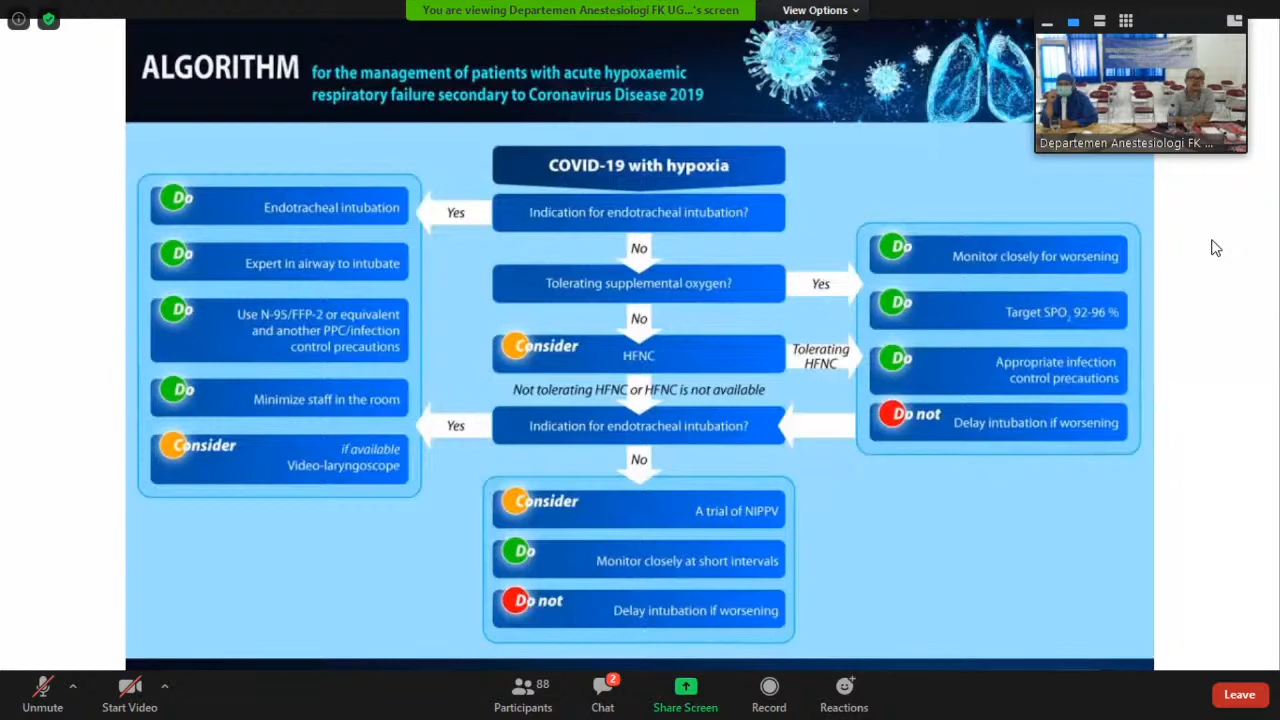 You are viewing Departemen Anestesiologi FK UG...'s screen
View Options
ALGORITHM
for the management of patients with acute hypoxaemic
respiratory failure secondary to Coronavirus Disease 2019
Departemen Anestesiologi FK ...
COVID-19 with hypoxia
Indication for endotracheal intubation?
Yes
No
Do
Endotracheal intubation
Do
Expert in airway to intubate
Do
Use N-95/FFP-2 or equivalent
and another PPC/infection
control precautions
Do
Minimize staff in the room
Consider
if available
Video-laryngoscope
Tolerating supplemental oxygen?
Yes
No
Consider
HFNC
Tolerating
HFNC
Not tolerating HFNC or HFNC is not available
Do
Monitor closely for worsening
Do
Target SPO₂ 92-96 %
Do
Appropriate infection
control precautions
Do not
Delay intubation if worsening
Indication for endotracheal intubation?
Yes
No
Consider
A trial of NIPPV
Do
Monitor closely at short intervals
Do not
Delay intubation if worsening
Unmute
Start Video
88
Participants
2
Chat
Share Screen
Record
Reactions
Leave